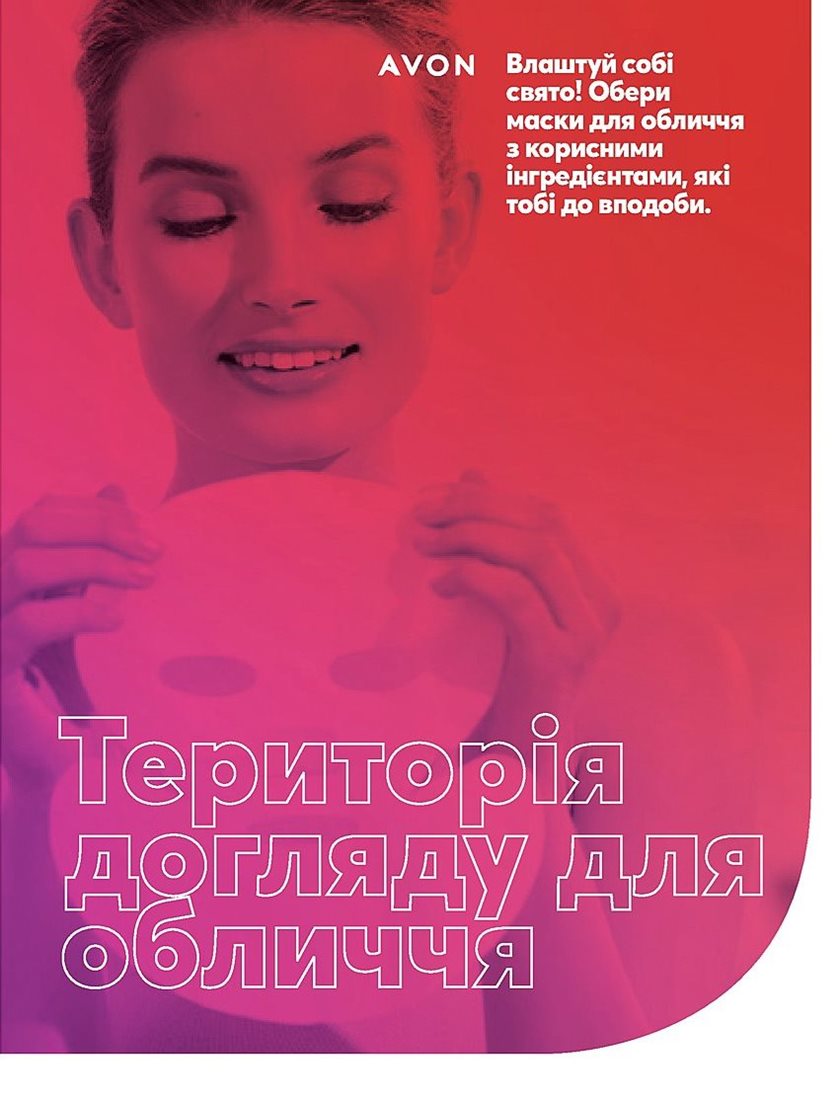 AVON
Влаштуй собі
свято! Обери
маски для обличчя
з корисними
інгредієнтами, які
тобі до вподоби.
Територія
догляду для
обличчя